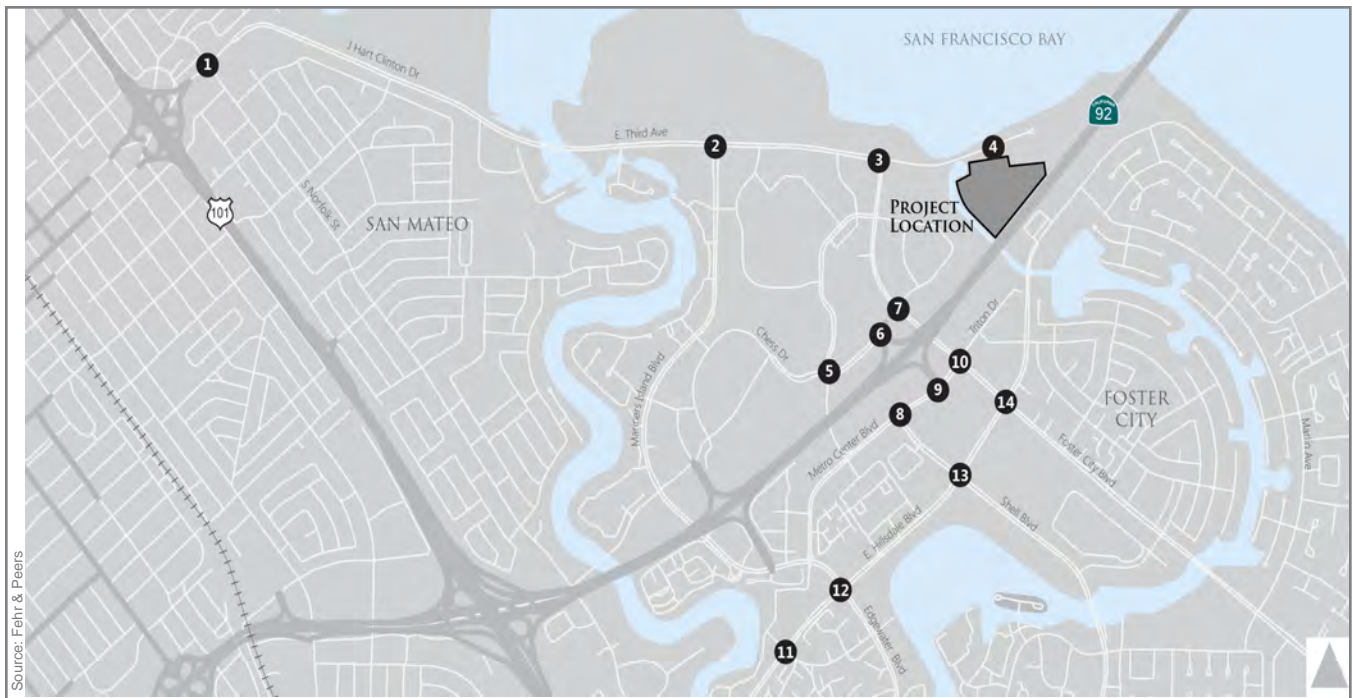 SAN FRANCISCO BAY
1
J Hart Clinton Dr
CALIFORNIA
92
E. Third Ave
2
3
4
101
S Norfolk St
SAN MATEO
PROJECT
LOCATION
7
Triton Dr
6
Chess Dr
5
10
Mariners Island Blvd
9
14
8
FOSTER
CITY
Metro Center Blvd
Foster City Blvd
Marlin Ave
13
E. Hillsdale Blvd
Shell Blvd
12
Edgewater Blvd
11
Source: Fehr & Peers